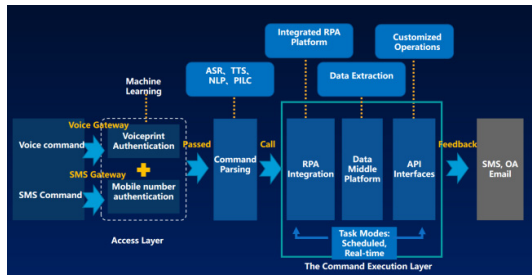 Integrated RPA
Platform
Customized
Operations
Machine
Learning
ASR、TTS、
NLP、PILC
Data Extraction
Voice Gateway
Voice command
Voiceprint
Authentication
Passed
Command
Parsing
Call
RPA
Integration
Data
Middle
Platform
API
Interfaces
Feedback
SMS, OA
Email
SMS Gateway
SMS Command
Mobile number
authentication
Access Layer
Task Modes:
Scheduled,
Real-time
The Command Execution Layer